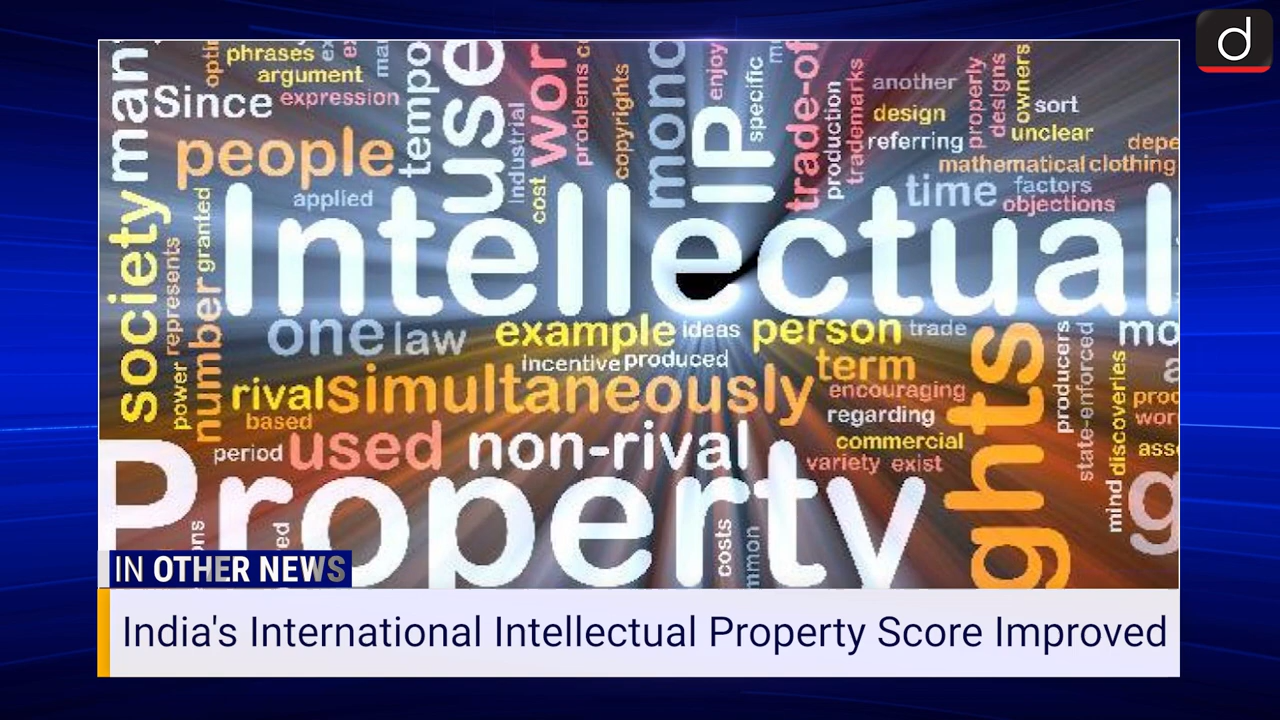 d
phrases
argument
Since
expression
people
applied
society
represents
power
number
granted
use
industrial
cost
problems
copyrights
IP
enjoy
specific
trade-of
production
trademarks
another
design
referring
property
designs
owners
sort
unclear
mathematical
clothing
time
factors
objections
Intellectual
one
law
example
ideas
person
trade
incentive
produced
term
rival
simultaneously
encouraging
based
regarding
period
used
non-rival
commercial
variety
exist
ghts
producers
state-enforced
discoveries
mind
Property
costs
IN OTHER NEWS
India's International Intellectual Property Score Improved